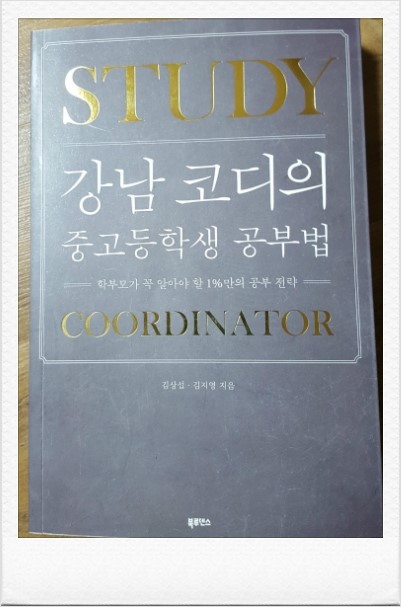 STUDY
강남 코디의
중고등학생 공부법
학부모가 꼭 알아야 할 1%만의 공부 전략
COORDINATOR
김상섭 · 김지영 지음
북루덴스